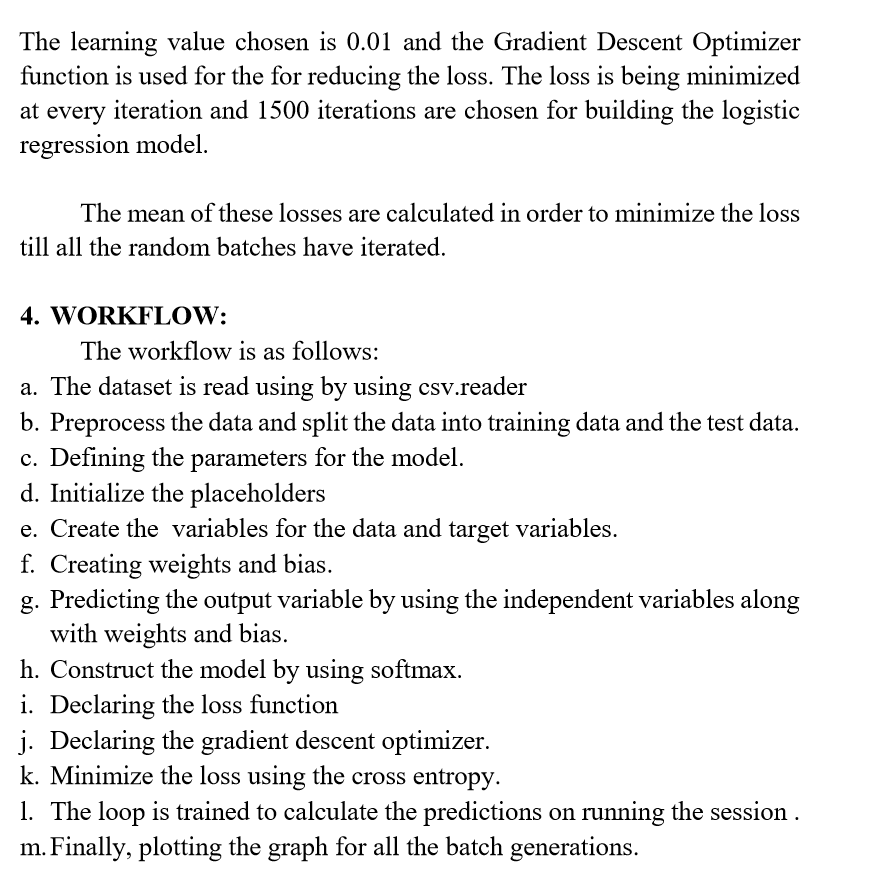 The learning value chosen is 0.01 and the Gradient Descent Optimizer
function is used for the for reducing the loss. The loss is being minimized
at every iteration and 1500 iterations are chosen for building the logistic
regression model.
The mean of these losses are calculated in order to minimize the loss
till all the random batches have iterated.
4. WORKFLOW:
The workflow is as follows:
a. The dataset is read using by using csv.reader
b. Preprocess the data and split the data into training data and the test data.
c. Defining the parameters for the model.
d. Initialize the placeholders
e. Create the  variables for the data and target variables.
f. Creating weights and bias.
g. Predicting the output variable by using the independent variables along
with weights and bias.
h. Construct the model by using softmax.
i. Declaring the loss function
j. Declaring the gradient descent optimizer.
k. Minimize the loss using the cross entropy.
l. The loop is trained to calculate the predictions on running the session .
m. Finally, plotting the graph for all the batch generations.